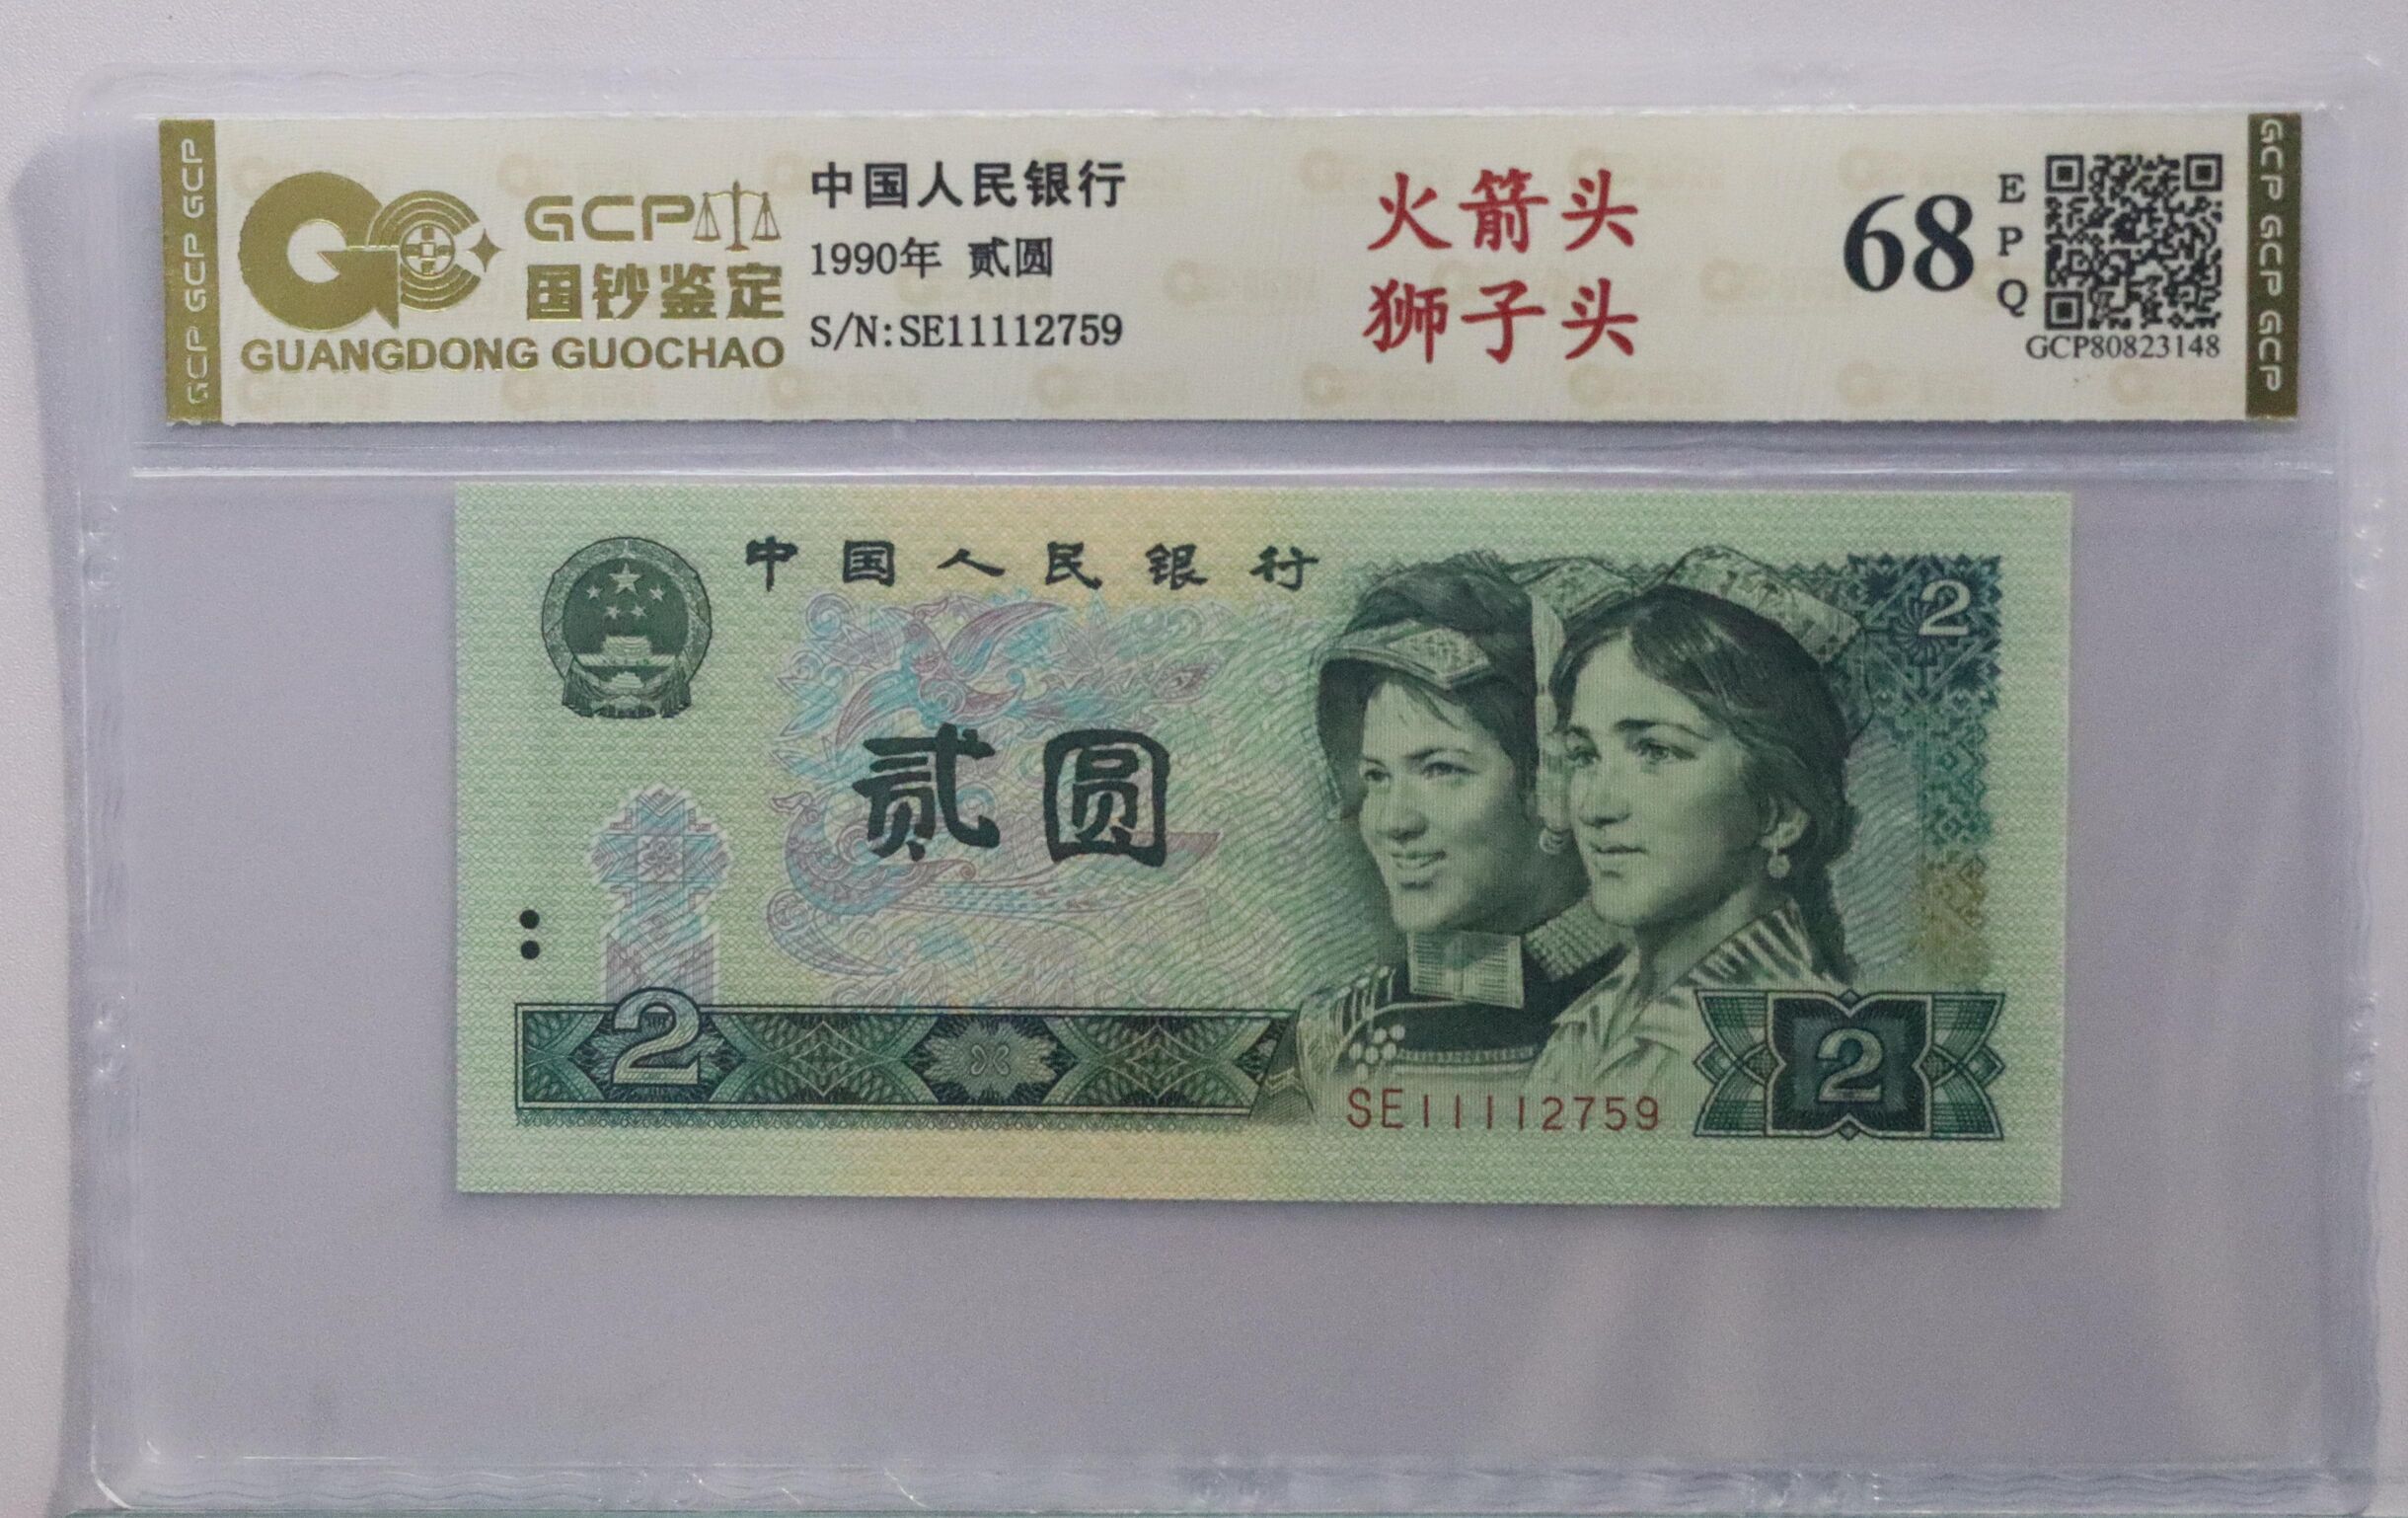 GCP GCP GCP
GCP
国钞鉴定
GUANGDONG GUOCHAO
中国人民银行
1990年 贰圆
S/N:SE11112759
火箭头
狮子头
68
EPQ
GCP80823148
GCP GCP GCP
中国人民银行
2
贰圆
2
SE11112759
2